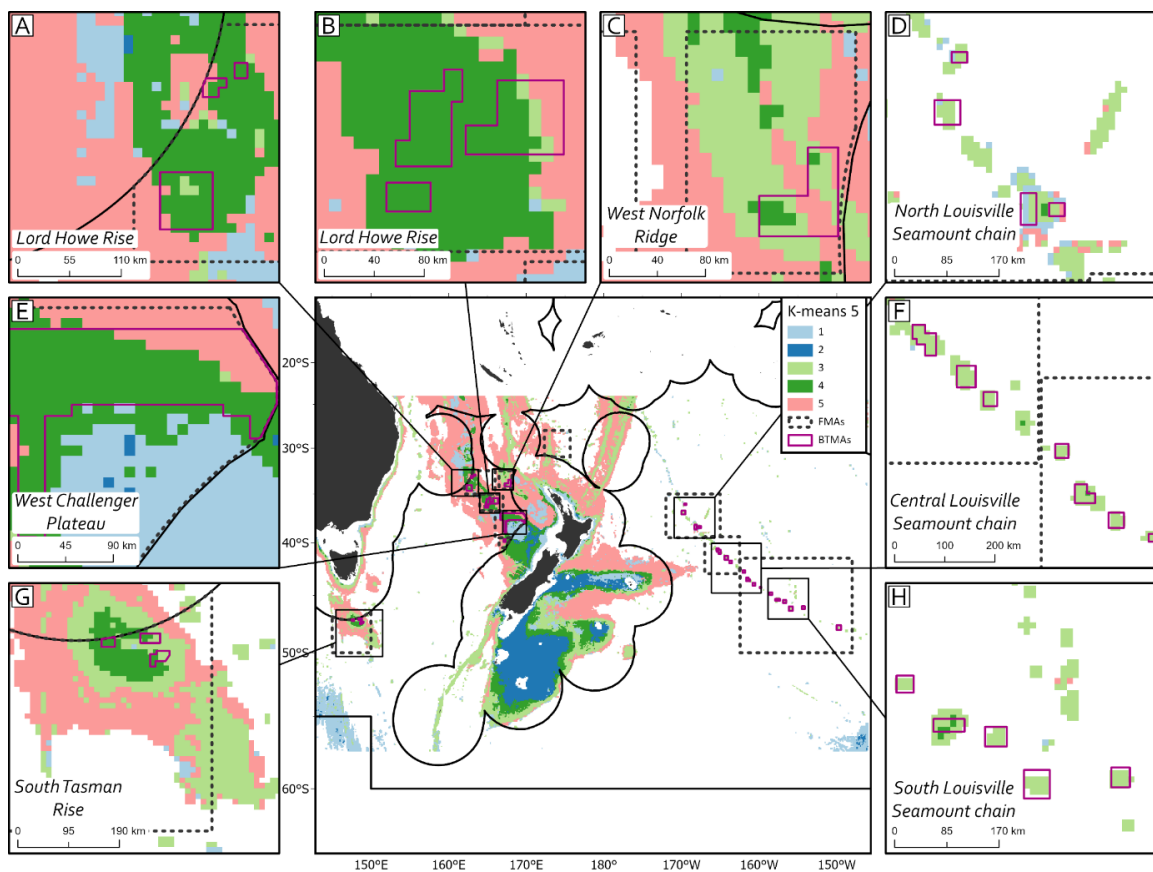 A
Lord Howe Rise
0 55 110 km
B
Lord Howe Rise
0 40 80 km
C
West Norfolk
Ridge
0 40 80 km
D
North Louisville
Seamount chain
0 85 170 km
E
West Challenger
Plateau
0 45 90 km
K-means 5
1
2
3
4
5
FMAs
BTMAs
20°S
30°S
40°S
50°S
60°S
150°E
160°E
170°E
180°
170°W
160°W
150°W
F
Central Louisville
Seamount chain
0 100 200 km
G
South Tasman
Rise
0 95 190 km
H
South Louisville
Seamount chain
0 85 170 km